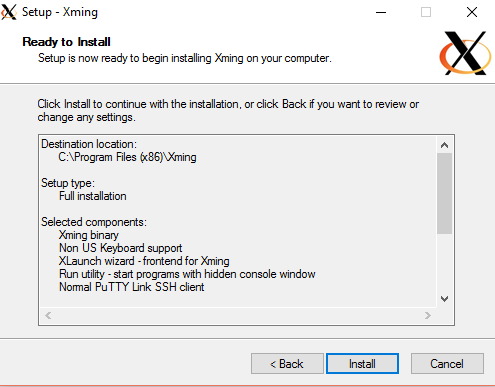 Setup - Xming
Ready to Install
Setup is now ready to begin installing Xming on your computer.
Click Install to continue with the installation, or click Back if you want to review or
change any settings.
Destination location:
C:\Program Files (x86)\Xming
Setup type:
Full installation
Selected components:
Xming binary
Non US Keyboard support
XLaunch wizard - frontend for Xming
Run utility - start programs with hidden console window
Normal PuTTY Link SSH client
< Back
Install
Cancel